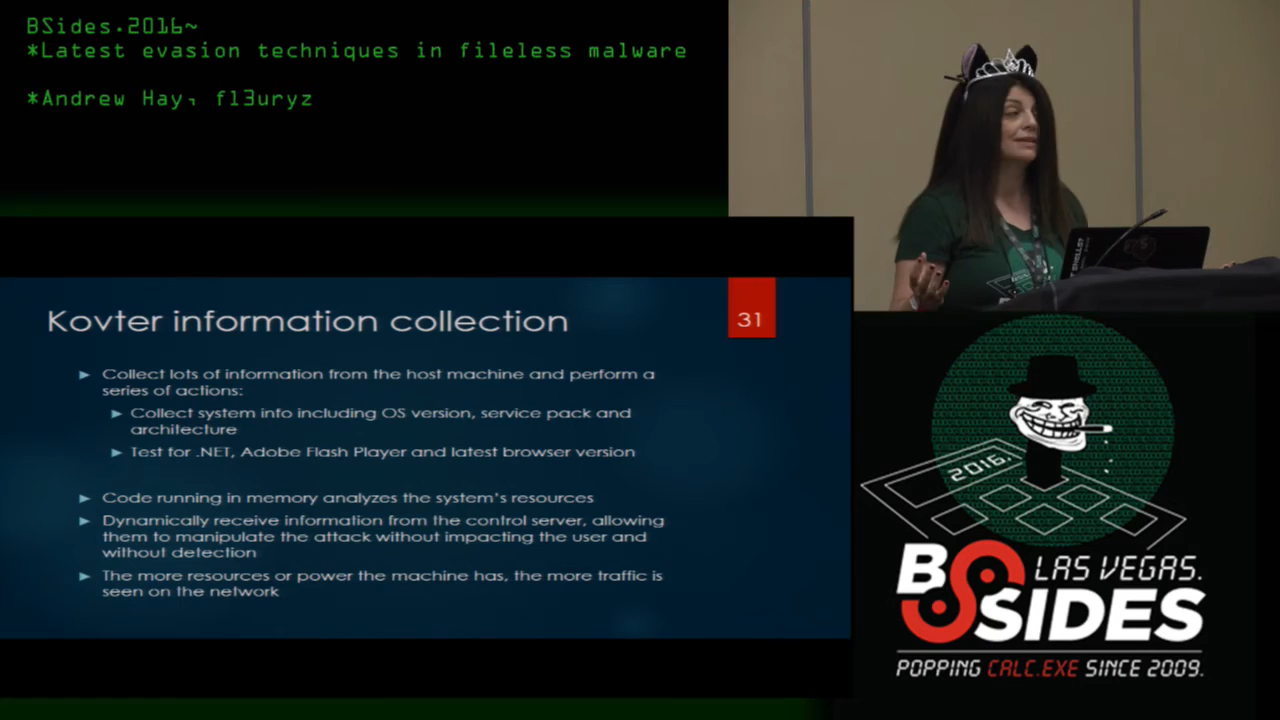 BSides.2016~
*Latest evasion techniques in fileless malware
*Andrew Hay, fl3uryz
Kovter information collection
31
► Collect lots of information from the host machine and perform a
series of actions:
► Collect system info including OS version, service pack and
architecture
► Test for .NET, Adobe Flash Player and latest browser version
► Code running in memory analyzes the system's resources
► Dynamically receive information from the control server, allowing
them to manipulate the attack without impacting the user and
without detection
► The more resources or power the machine has, the more traffic is
seen on the network
2016.
BSIDES
LAS VEGAS.
POPPING CALC.EXE SINCE 2009.